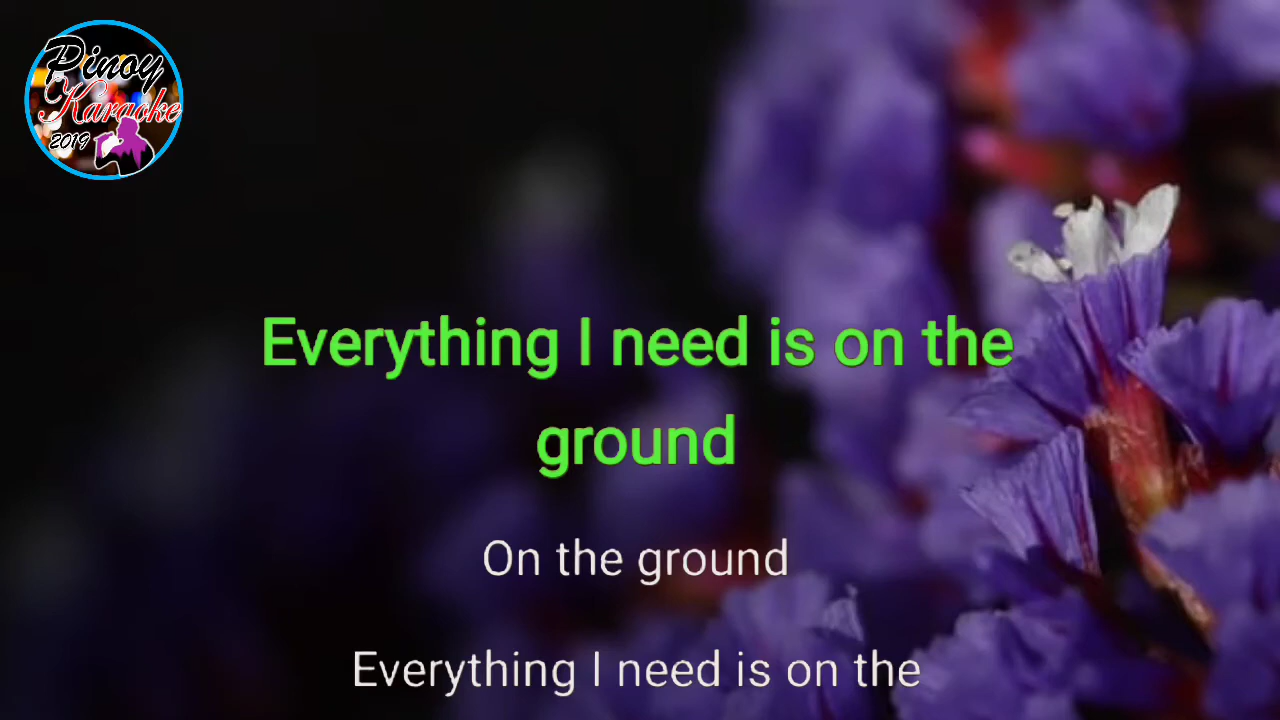 Pinoy
Karaoke
2019
Everything I need is on the
ground
On the ground
Everything I need is on the